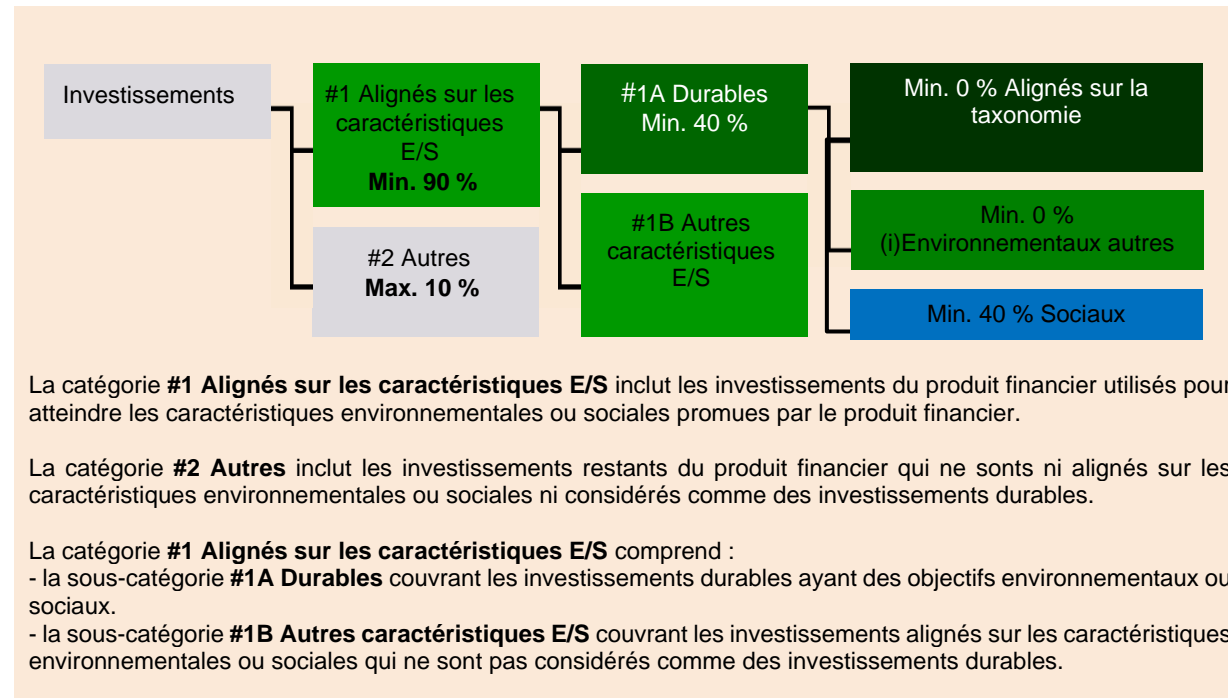 Investissements
#1 Alignés sur les
caractéristiques
E/S
Min. 90 %
#2 Autres
Max. 10 %
#1A Durables
Min. 40 %
#1B Autres
caractéristiques
E/S
Min. 0 % Alignés sur la
taxonomie
Min. 0 %
(i)Environnementaux autres
Min. 40 % Sociaux
La catégorie #1 Alignés sur les caractéristiques E/S inclut les investissements du produit financier utilisés pour
atteindre les caractéristiques environnementales ou sociales promues par le produit financier.
La catégorie #2 Autres inclut les investissements restants du produit financier qui ne sonts ni alignés sur les
caractéristiques environnementales ou sociales ni considérés comme des investissements durables.
La catégorie #1 Alignés sur les caractéristiques E/S comprend :
- la sous-catégorie #1A Durables couvrant les investissements durables ayant des objectifs environnementaux ou
sociaux.
- la sous-catégorie #1B Autres caractéristiques E/S couvrant les investissements alignés sur les caractéristiques
environnementales ou sociales qui ne sont pas considérés comme des investissements durables.